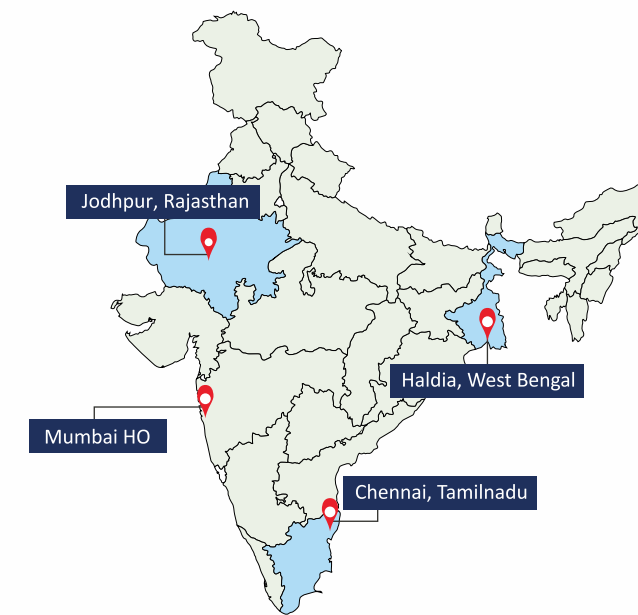 Jodhpur, Rajasthan
Haldia, West Bengal
Mumbai HO
Chennai, Tamilnadu